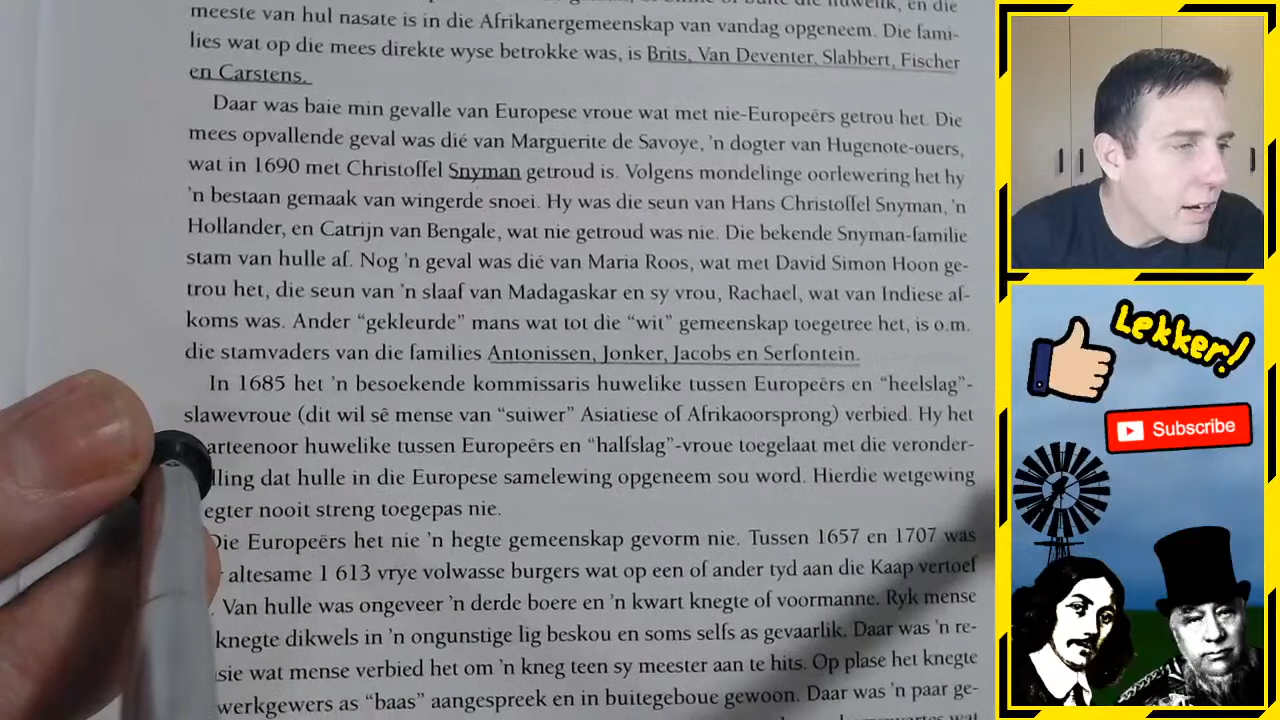 meeste van hul nasate is in die Afrikanergemeenskap van vandag opgeneem. Die fami-
lies wat op die mees direkte wyse betrokke was, is Brits, Van Deventer, Slabbert, Fischer
en Carstens.
Daar was baie min gevalle van Europese vroue wat met nie-Europeërs getrou het. Die
mees opvallende geval was dié van Marguerite de Savoye, 'n dogter van Hugenote-ouers,
wat in 1690 met Christoffel Snyman getroud is. Volgens mondelinge oorlewering het hy
'n bestaan gemaak van wingerde snoei. Hy was die seun van Hans Christoffel Snyman, 'n
Hollander, en Catrijn van Bengale, wat nie getroud was nie. Die bekende Snyman-familie
stam van hulle af. Nog 'n geval was dié van Maria Roos, wat met David Simon Hoon ge-
trou het, die seun van 'n slaaf van Madagaskar en sy vrou, Rachael, wat van Indiese af-
koms was. Ander “gekleurde” mans wat tot die “wit” gemeenskap toegetree het, is o.m.
die stamvaders van die families Antonissen, Jonker, Jacobs en Serfontein.
In 1685 het 'n besoekende kommissaris huwelike tussen Europeërs en “heelslag”-
slawevroue (dit wil sê mense van “suiwer” Asiatiese of Afrikaoorsprong) verbied. Hy het
arteenoor huwelike tussen Europeërs en “halfslag”-vroue toegelaat met die veronder-
lling dat hulle in die Europese samelewing opgeneem sou word. Hierdie wetgewing
egter nooit streng toegepas nie.
Die Europeërs het nie 'n hegte gemeenskap gevorm nie. Tussen 1657 en 1707 was
altesame 1 613 vrye volwasse burgers wat op een of ander tyd aan die Kaap vertoef
Van hulle was ongeveer 'n derde boere en 'n kwart knegte of voormanne. Ryk mense
knegte dikwels in 'n ongunstige lig beskou en soms selfs as gevaarlik. Daar was 'n re-
sie wat mense verbied het om 'n kneg teen sy meester aan te hits. Op plase het knegte
werkgewers as “baas” aangespreek en in buitegeboue gewoon. Daar was 'n paar ge-
Lekker!
Subscribe